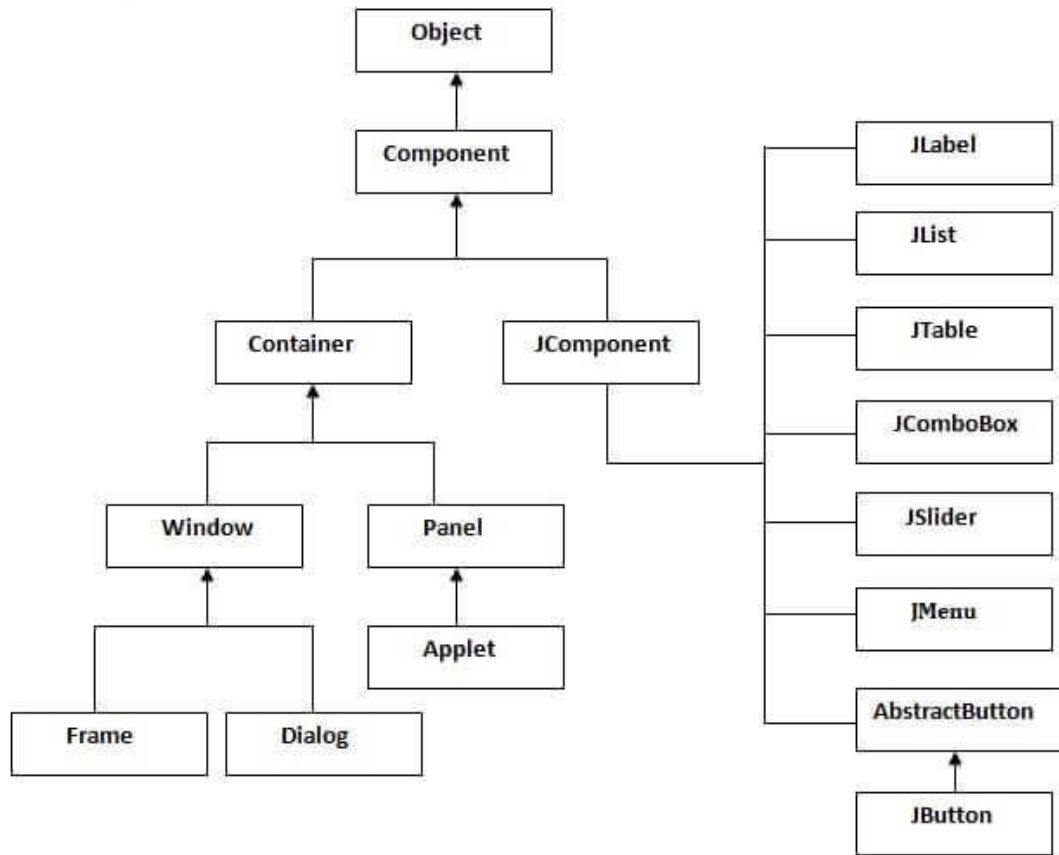 Object
Component
Container
JComponent
Window
Panel
Applet
Frame
Dialog
JLabel
JList
JTable
JComboBox
JSlider
JMenu
AbstractButton
JButton